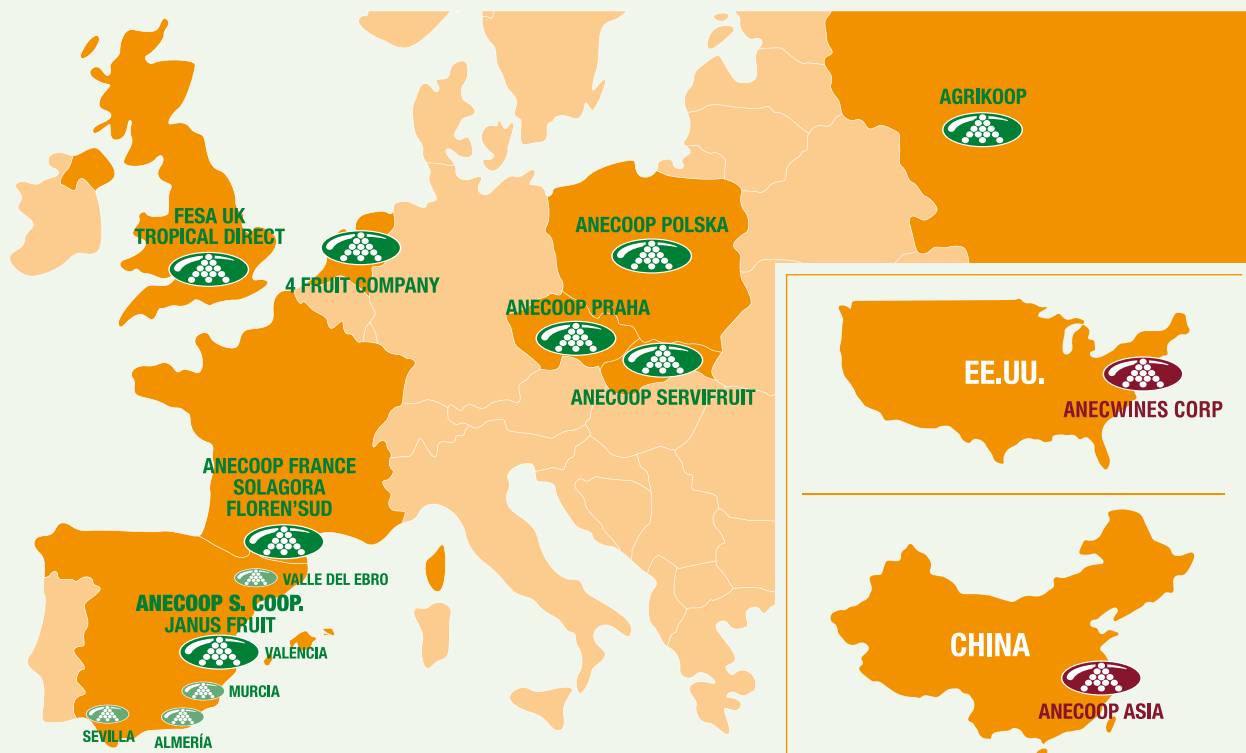 AGRIKOOP
FESA UK
TROPICAL DIRECT
4 FRUIT COMPANY
ANECOOP POLSKA
ANECOOP PRAHA
ANECOOP SERVIFRUIT
ANECOOP FRANCE
SOLAGORA
FLOREN'SUD
VALLE DEL EBRO
ANECOOP S. COOP.
JANUS FRUIT
VALENCIA
MURCIA
SEVILLA
ALMERÍA
EE.UU.
ANECWINES CORP
CHINA
ANECOOP ASIA